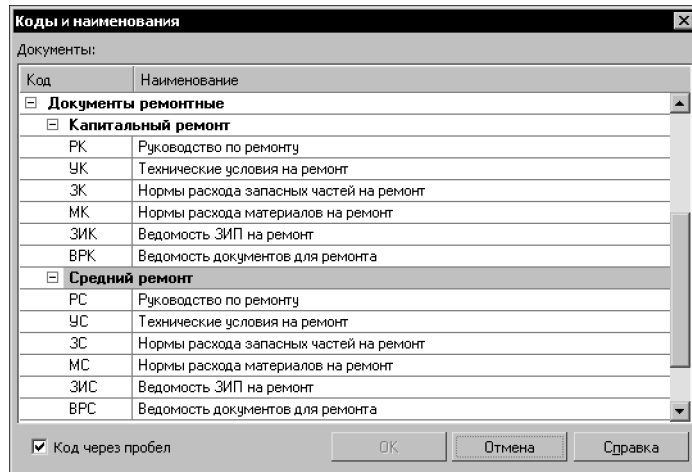 Коды и наименования
Документы:
Код Наименование
Документы ремонтные
Капитальный ремонт
РК Руководство по ремонту
УК Технические условия на ремонт
ЗК Нормы расхода запасных частей на ремонт
МК Нормы расхода материалов на ремонт
ЗИК Ведомость ЗИП на ремонт
ВРК Ведомость документов для ремонта
Средний ремонт
РС Руководство по ремонту
УС Технические условия на ремонт
ЗС Нормы расхода запасных частей на ремонт
МС Нормы расхода материалов на ремонт
ЗИС Ведомость ЗИП на ремонт
ВРС Ведомость документов для ремонта
Код через пробел OK Отмена Справка